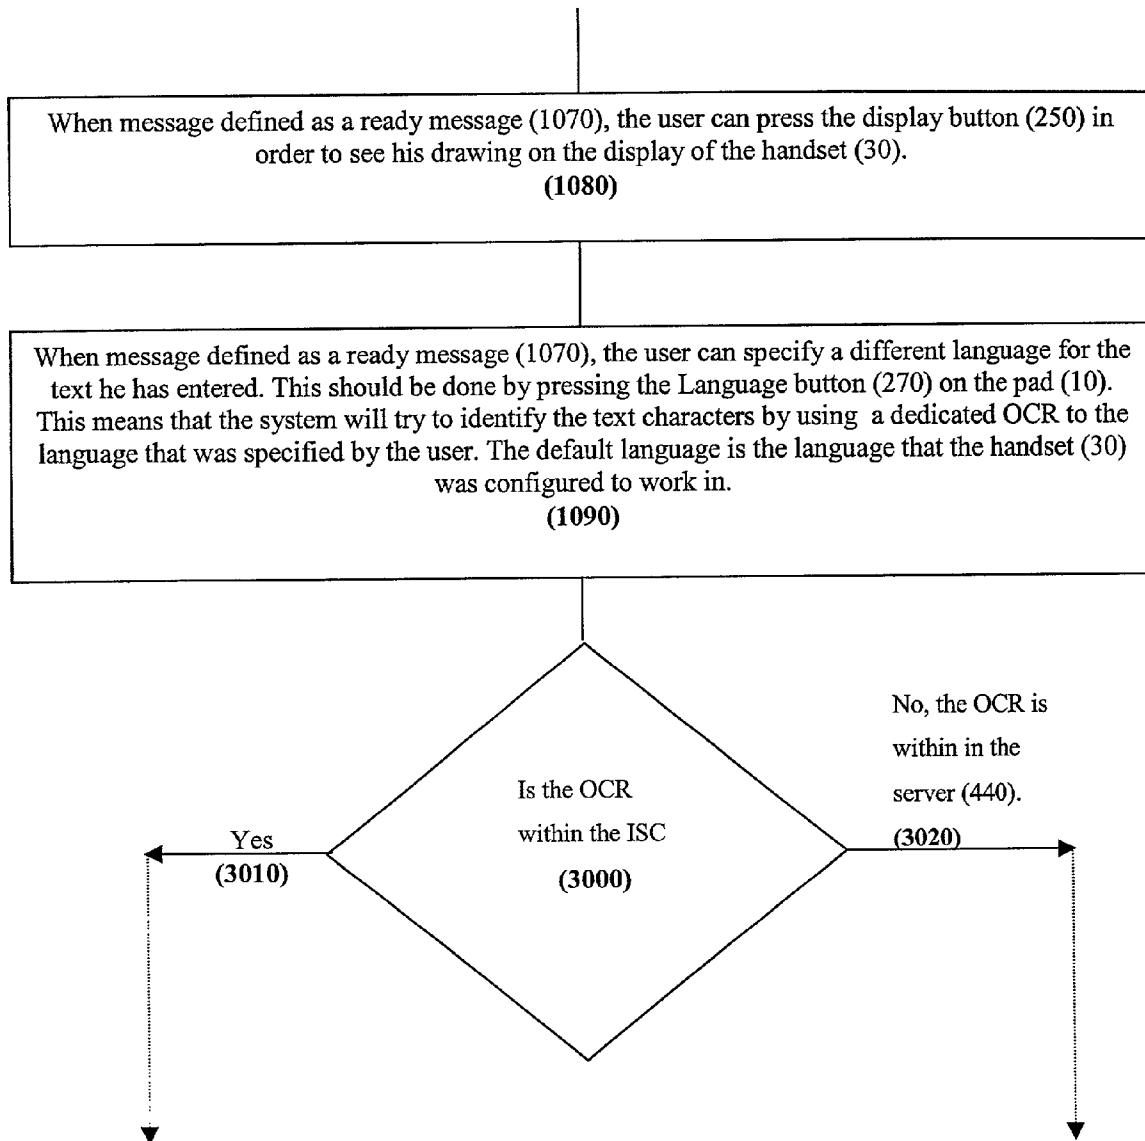 When message defined as a ready message (1070), the user can press the display button (250) in
order to see his drawing on the display of the handset (30).
(1080)
When message defined as a ready message (1070), the user can specify a different language for the
text he has entered. This should be done by pressing the Language button (270) on the pad (10).
This means that the system will try to identify the text characters by using a dedicated OCR to the
language that was specified by the user. The default language is the language that the handset (30)
was configured to work in.
(1090)
Is the OCR
within the ISC
(3000)
Yes
(3010)
No, the OCR is
within in the
server (440).
(3020)